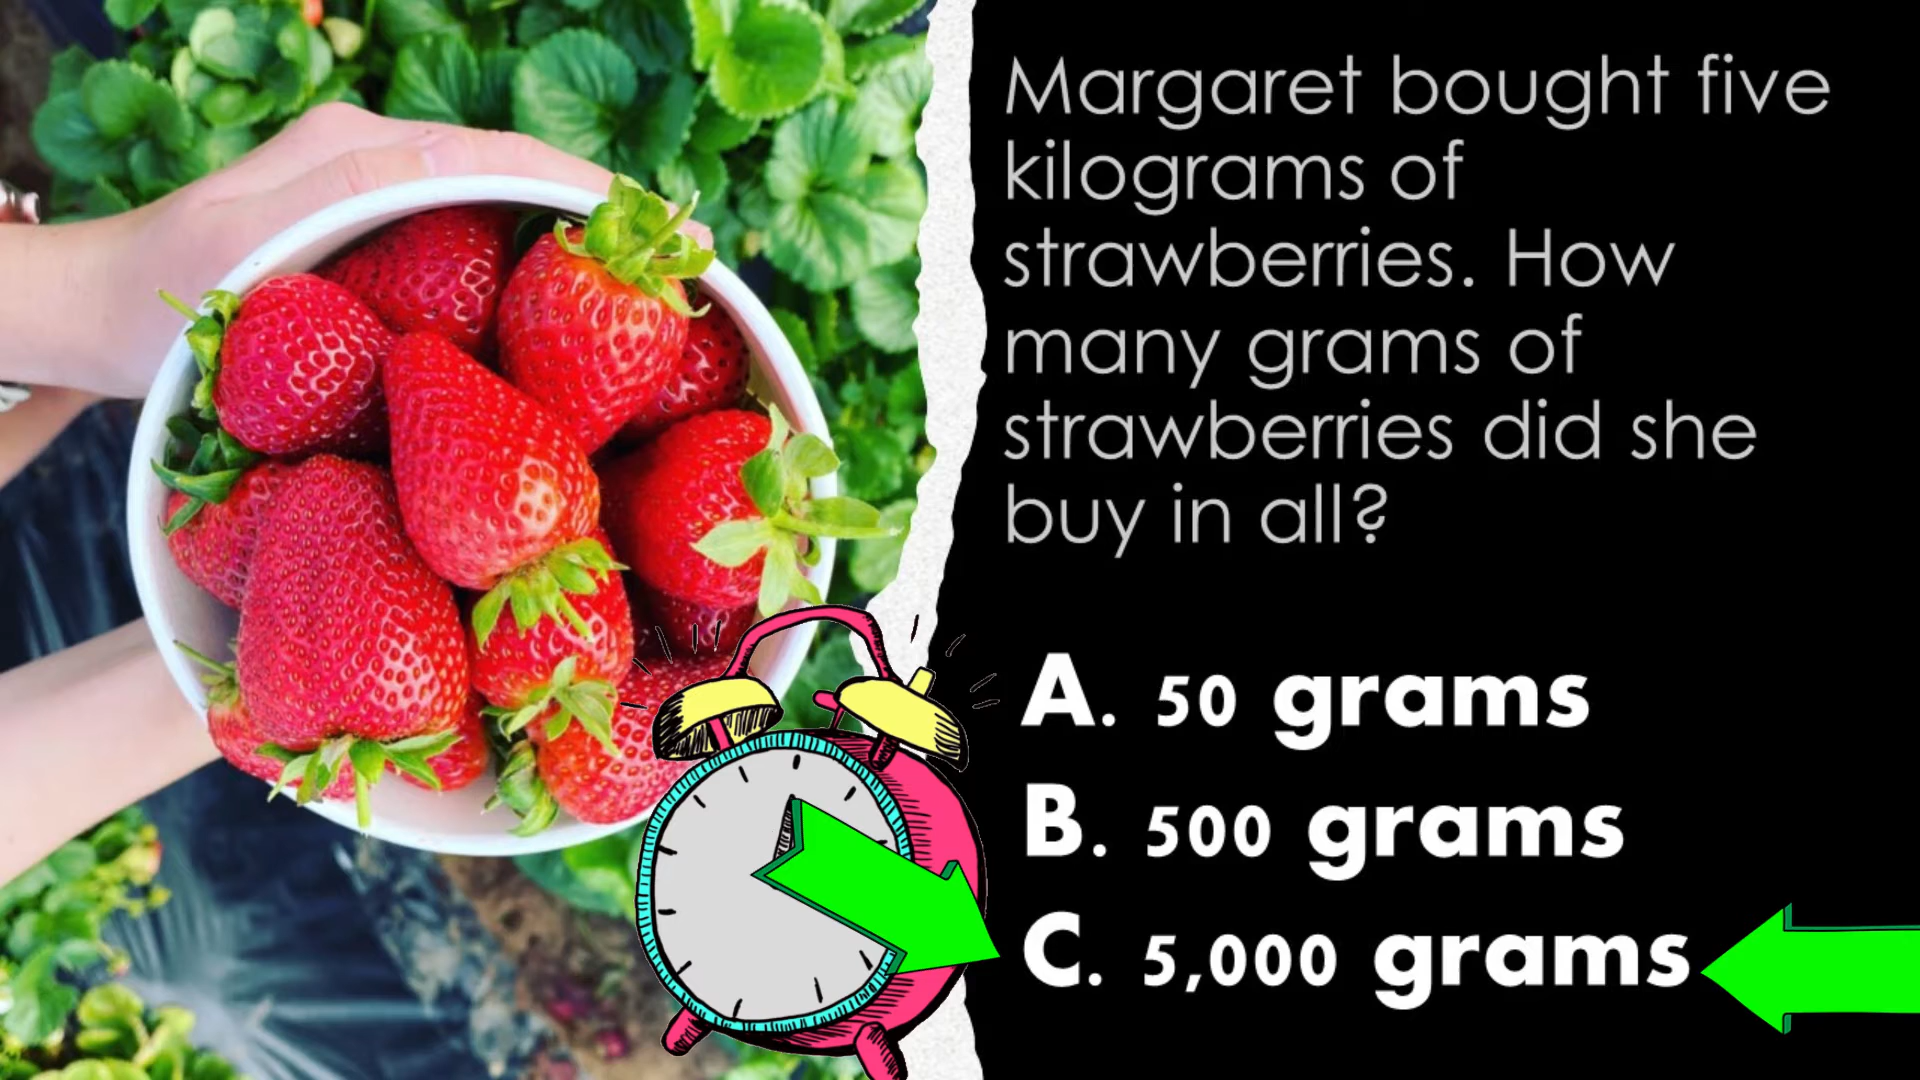 Margaret bought five
kilograms of
strawberries. How
many grams of
strawberries did she
buy in all?
A. 50 grams
B. 500 grams
C. 5,000 grams